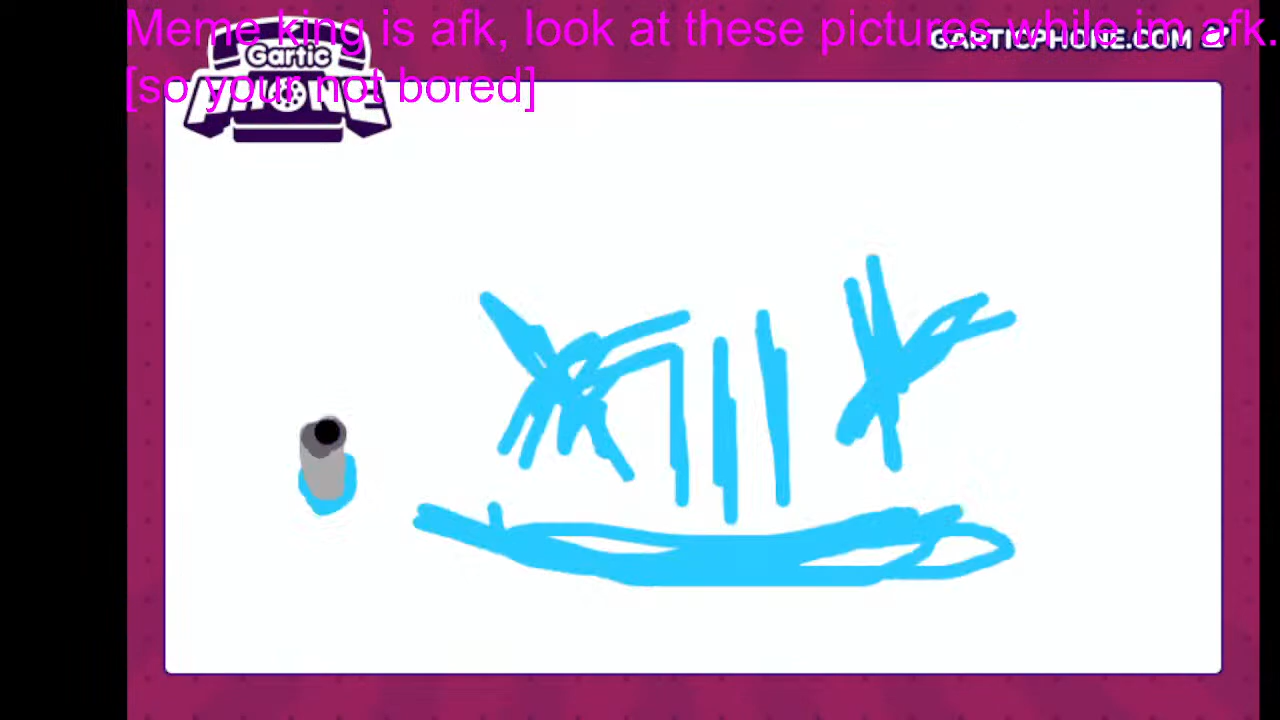 Meme king is afk, look at these pictures while im afk.
[so your not bored]
Gartic
PHONE
GARTICPHONE.COM